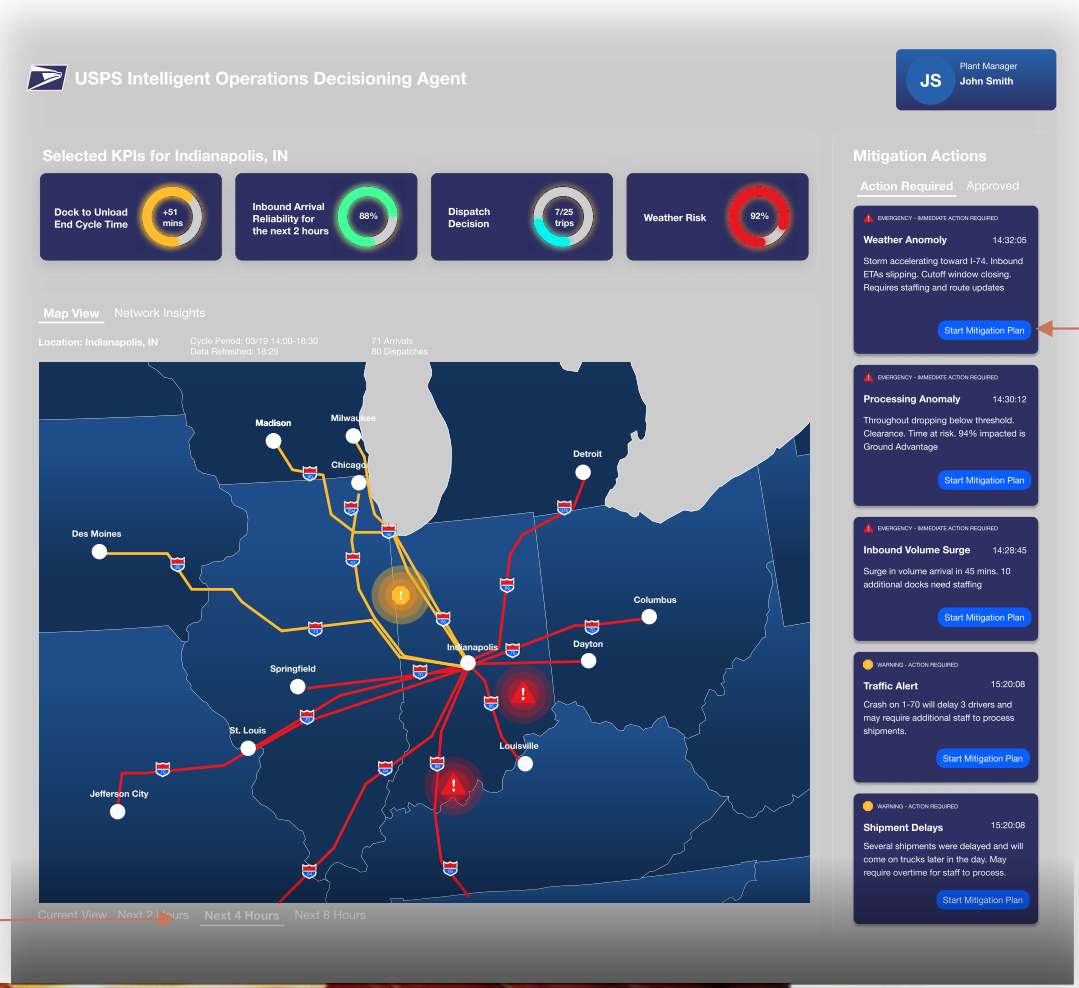 USPS Intelligent Operations Decisioning Agent
JS
Plant Manager
John Smith
Selected KPIs for Indianapolis, IN
Dock to Unload
End Cycle Time
+51
mins
Inbound Arrival
Reliability for
the next 2 hours
88%
Dispatch
Decision
7/25
trips
Weather Risk
92%
Map View
Network Insights
Location: Indianapolis, IN
Cycle Period: 03/19 14:00-18:30
Data Refreshed: 18:25
71 Arrivals
80 Dispatches
Madison
Milwaukee
Chicago
Detroit
Des Moines
Columbus
Indianapolis
Dayton
Springfield
St. Louis
Louisville
Jefferson City
Current View
Next 2 Hours
Next 4 Hours
Next 8 Hours
Mitigation Actions
Action Required
Approved
EMERGENCY - IMMEDIATE ACTION REQUIRED
Weather Anomoly
14:32:05
Storm accelerating toward I-74. Inbound
ETAs slipping. Cutoff window closing.
Requires staffing and route updates
Start Mitigation Plan
EMERGENCY - IMMEDIATE ACTION REQUIRED
Processing Anomaly
14:30:12
Throughout dropping below threshold.
Clearance. Time at risk. 94% impacted is
Ground Advantage
Start Mitigation Plan
EMERGENCY - IMMEDIATE ACTION REQUIRED
Inbound Volume Surge
14:28:45
Surge in volume arrival in 45 mins. 10
additional docks need staffing
Start Mitigation Plan
WARNING - ACTION REQUIRED
Traffic Alert
15:20:08
Crash on 1-70 will delay 3 drivers and
may require additional staff to process
shipments.
Start Mitigation Plan
WARNING - ACTION REQUIRED
Shipment Delays
15:20:08
Several shipments were delayed and will
come on trucks later in the day. May
require overtime for staff to process.
Start Mitigation Plan